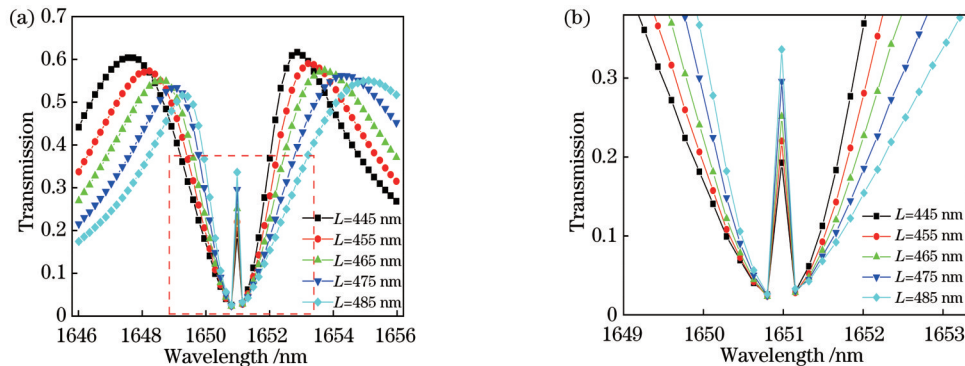 (a)
0.7
0.6
0.5
0.4
0.3
0.2
0.1
0
Transmission
L=445 nm
L=455 nm
L=465 nm
L=475 nm
L=485 nm
1646 1648 1650 1652 1654 1656
Wavelength /nm
(b)
0.3
0.2
0.1
0
Transmission
L=445 nm
L=455 nm
L=465 nm
L=475 nm
L=485 nm
1649 1650 1651 1652 1653
Wavelength /nm